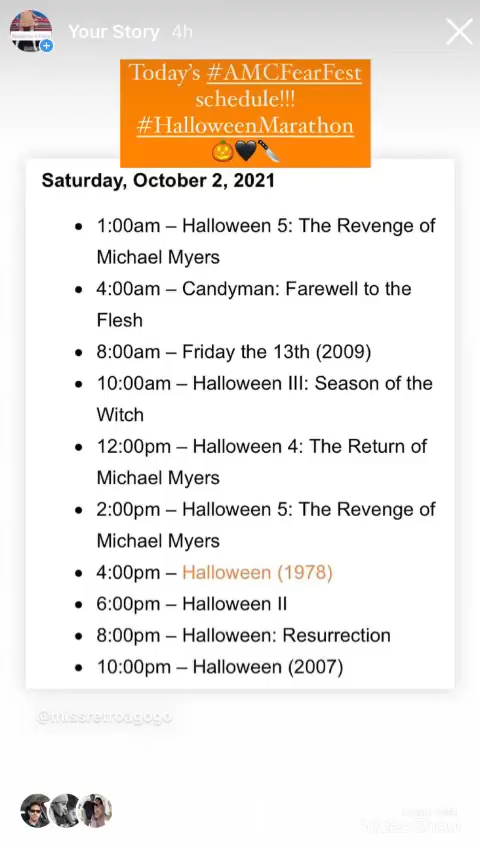 Your Story 4h
Today's #AMCFearFest
schedule!!!
#HalloweenMarathon
🎃🖤🔪
Saturday, October 2, 2021
• 1:00am – Halloween 5: The Revenge of
Michael Myers
• 4:00am – Candyman: Farewell to the
Flesh
• 8:00am – Friday the 13th (2009)
• 10:00am – Halloween III: Season of the
Witch
• 12:00pm – Halloween 4: The Return of
Michael Myers
• 2:00pm – Halloween 5: The Revenge of
Michael Myers
• 4:00pm – Halloween (1978)
• 6:00pm – Halloween II
• 8:00pm – Halloween: Resurrection
• 10:00pm – Halloween (2007)
@missretroagogo